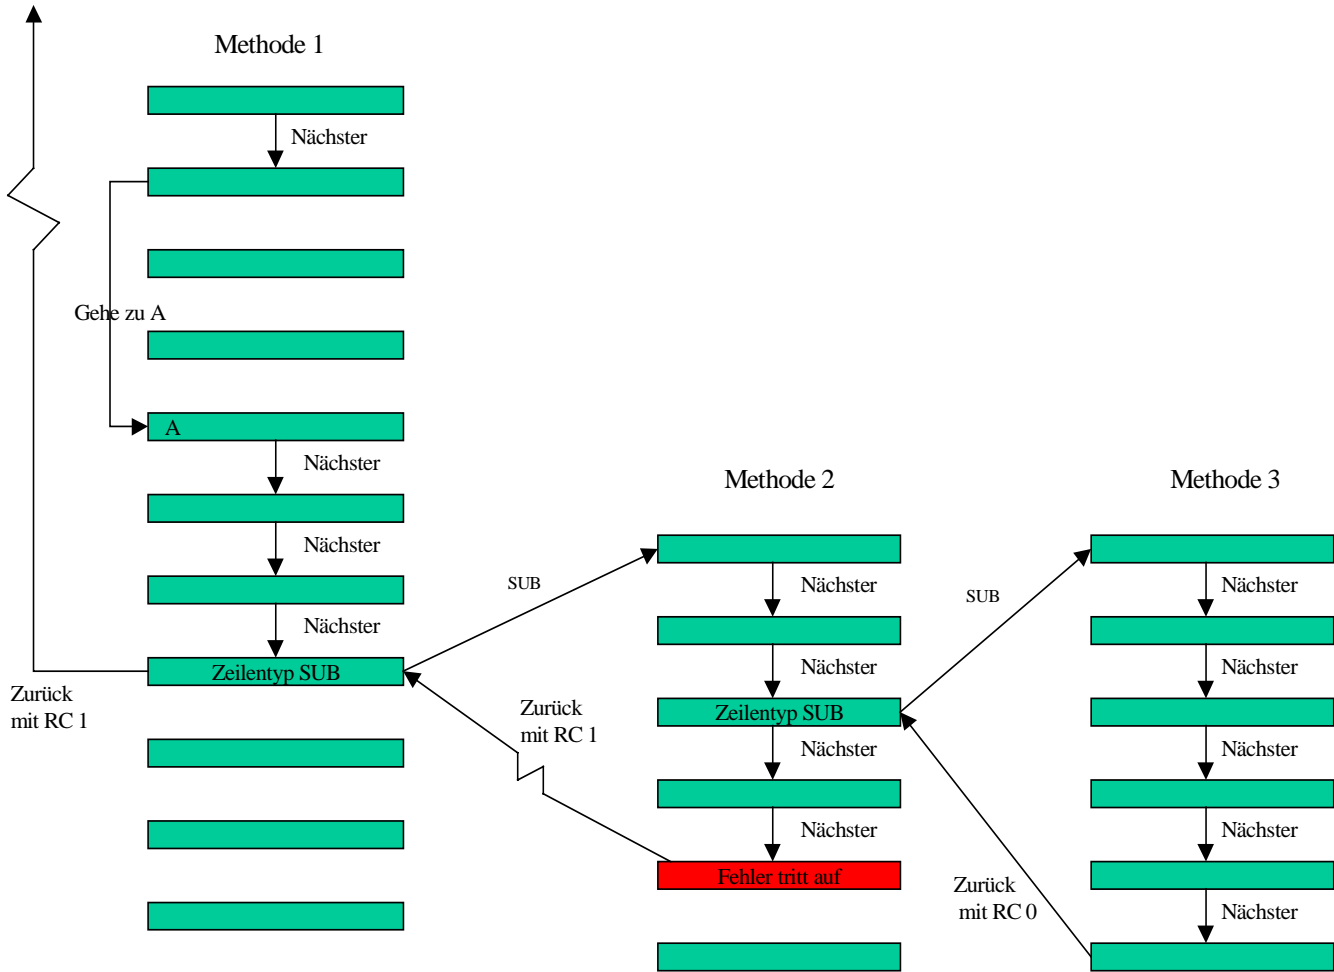 Methode 1
Nächster
Gehe zu A
A
Nächster
Nächster
Nächster
Zeilentyp SUB
Zurück
mit RC 1
SUB
Zurück
mit RC 1
Methode 2
Nächster
Nächster
Zeilentyp SUB
Nächster
Nächster
Fehler tritt auf
SUB
Zurück
mit RC 0
Methode 3
Nächster
Nächster
Nächster
Nächster
Nächster